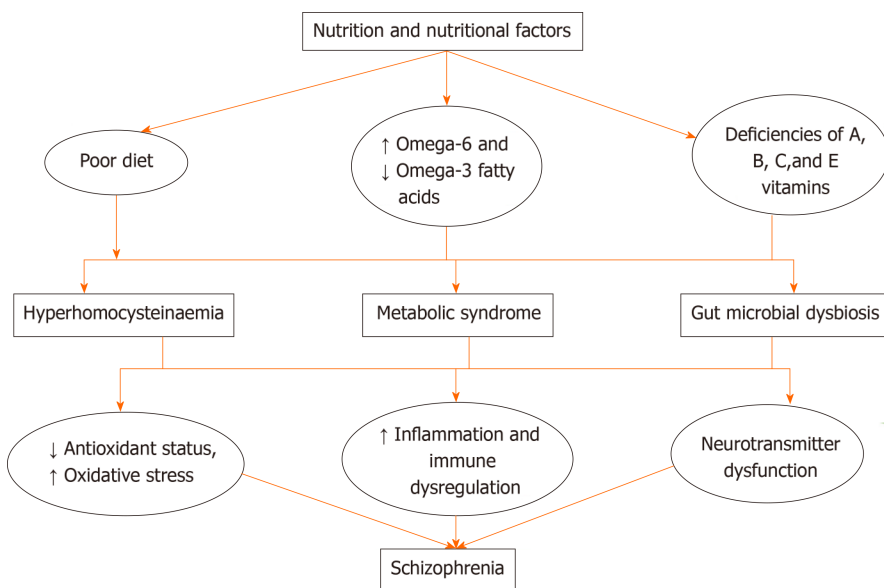 Nutrition and nutritional factors
Poor diet
↑ Omega-6 and
↓ Omega-3 fatty
acids
Deficiencies of A,
B, C,and E
vitamins
Hyperhomocysteinaemia
Metabolic syndrome
Gut microbial dysbiosis
↓ Antioxidant status,
↑ Oxidative stress
↑ Inflammation and
immune
dysregulation
Neurotransmitter
dysfunction
Schizophrenia